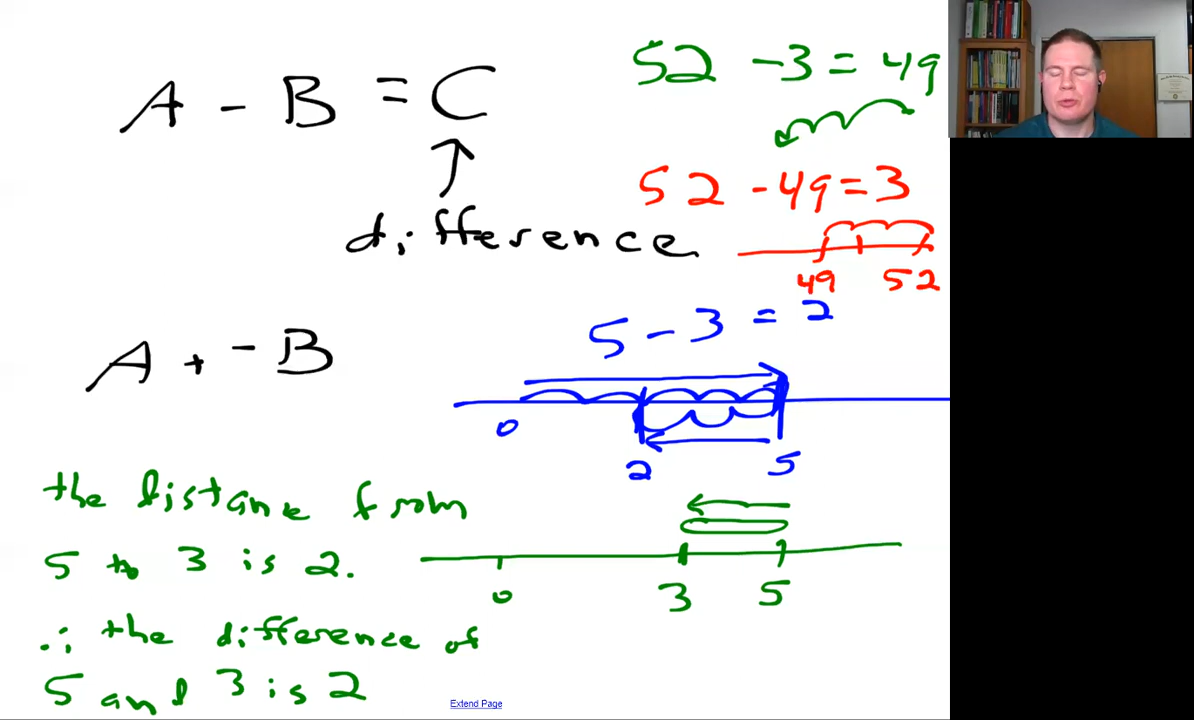 A - B = C
difference
A + - B
52 - 3 = 49
52 - 49 = 3
49 52
5 - 3 = 2
0 2 5
0 3 5
the distance from
5 to 3 is 2.
∴ the difference of
5 and 3 is 2
Extend Page